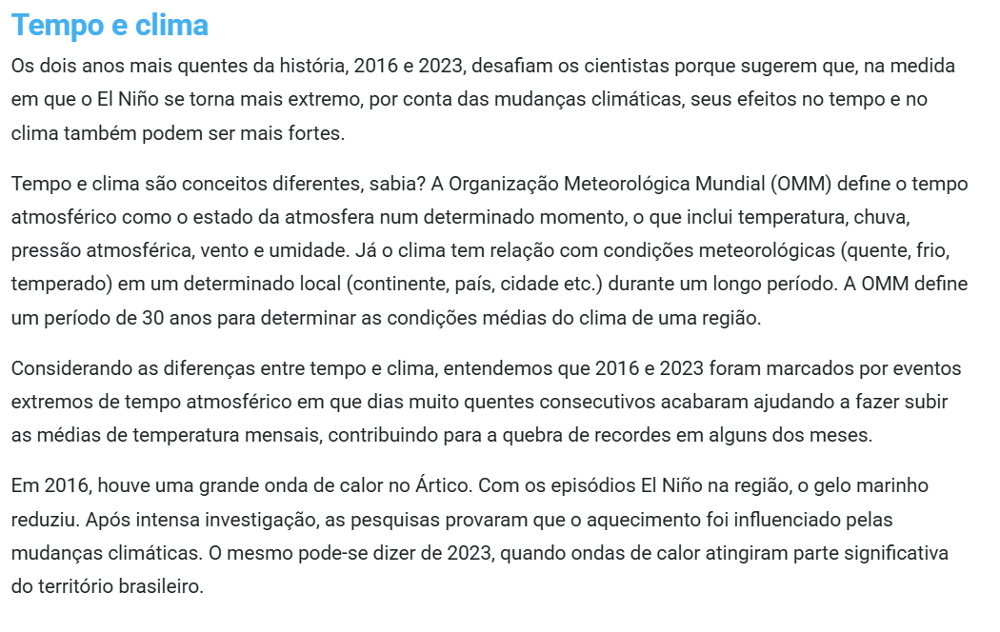 Tempo e clima
Os dois anos mais quentes da história, 2016 e 2023, desafiam os cientistas porque sugerem que, na medida
em que o El Niño se torna mais extremo, por conta das mudanças climáticas, seus efeitos no tempo e no
clima também podem ser mais fortes.
Tempo e clima são conceitos diferentes, sabia? A Organização Meteorológica Mundial (OMM) define o tempo
atmosférico como o estado da atmosfera num determinado momento, o que inclui temperatura, chuva,
pressão atmosférica, vento e umidade. Já o clima tem relação com condições meteorológicas (quente, frio,
temperado) em um determinado local (continente, país, cidade etc.) durante um longo período. A OMM define
um período de 30 anos para determinar as condições médias do clima de uma região.
Considerando as diferenças entre tempo e clima, entendemos que 2016 e 2023 foram marcados por eventos
extremos de tempo atmosférico em que dias muito quentes consecutivos acabaram ajudando a fazer subir
as médias de temperatura mensais, contribuindo para a quebra de recordes em alguns dos meses.
Em 2016, houve uma grande onda de calor no Ártico. Com os episódios El Niño na região, o gelo marinho
reduziu. Após intensa investigação, as pesquisas provaram que o aquecimento foi influenciado pelas
mudanças climáticas. O mesmo pode-se dizer de 2023, quando ondas de calor atingiram parte significativa
do território brasileiro.